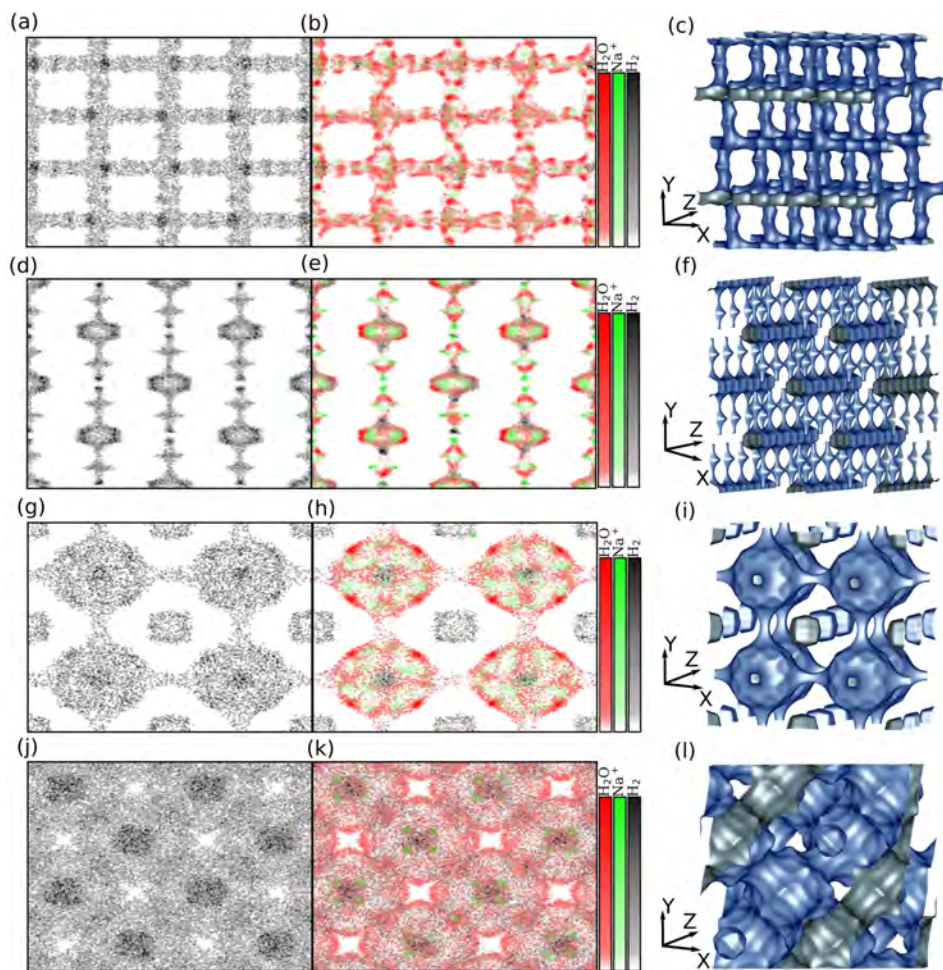 (a)
(b)
H₂O
Na⁺
H₂
(c)
Y
Z
X
(d)
(e)
H₂O
Na⁺
H₂
(f)
Y
Z
X
(g)
(h)
H₂O
Na⁺
H₂
(i)
Y
Z
X
(j)
(k)
H₂O
Na⁺
H₂
(l)
Y
Z
X